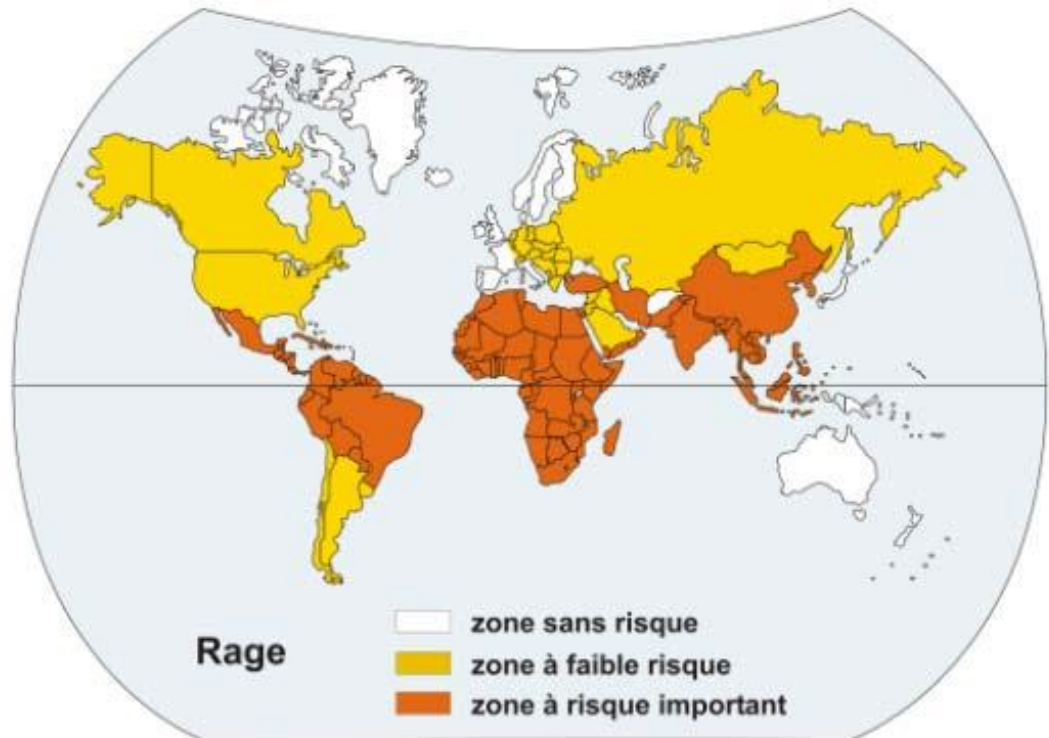 Rage
zone sans risque
zone à faible risque
zone à risque important